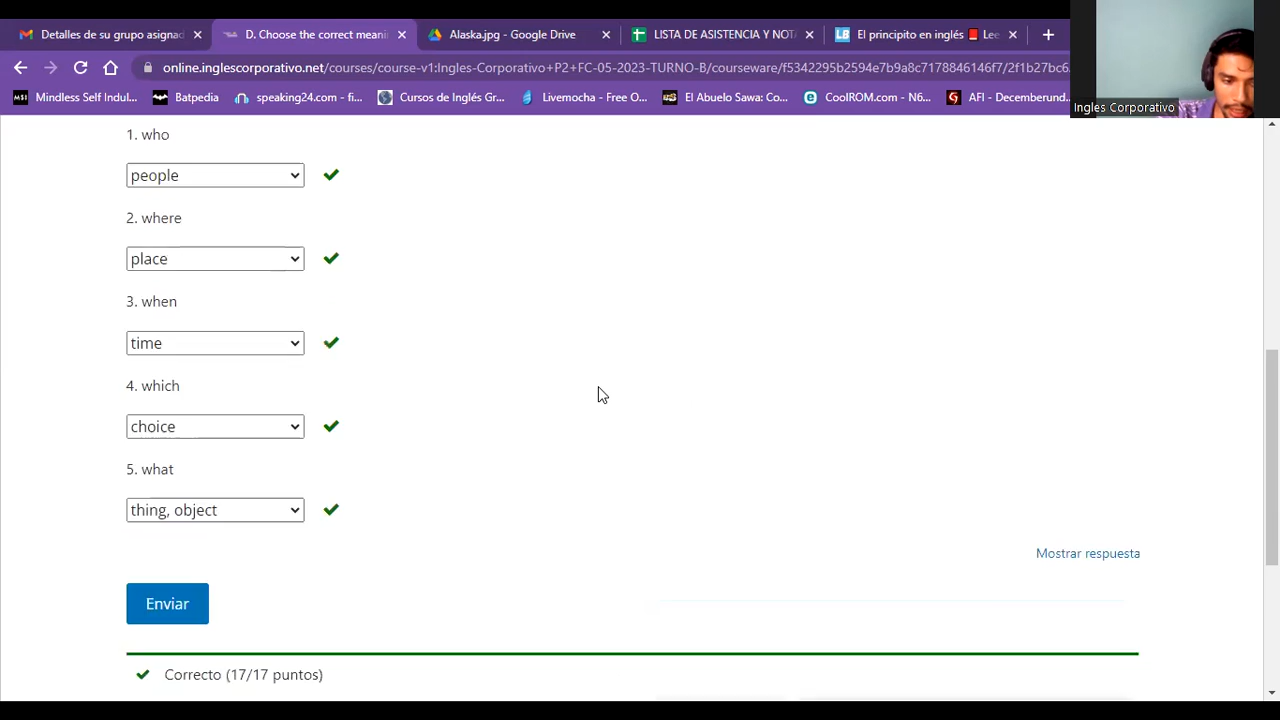 Detalles de su grupo asignad
D. Choose the correct meanin
Alaska.jpg - Google Drive
LISTA DE ASISTENCIA Y NOTA
El principito en inglés Lee
online.inglescorporativo.net/courses/course-v1:Ingles-Corporativo+P2+FC-05-2023-TURNO-B/courseware/f5342295b2594e7b9a8c7178846146f7/2f1b27bc6
Mindless Self Indul...
Batpedia
speaking24.com - fi...
Cursos de Inglés Gr...
Livemocha - Free O...
El Abuelo Sawa: Co...
CoolROM.com - N6...
AFI - Decemberund...
Ingles Corporativo
1. who
people
2. where
place
3. when
time
4. which
choice
5. what
thing, object
Mostrar respuesta
Enviar
Correcto (17/17 puntos)